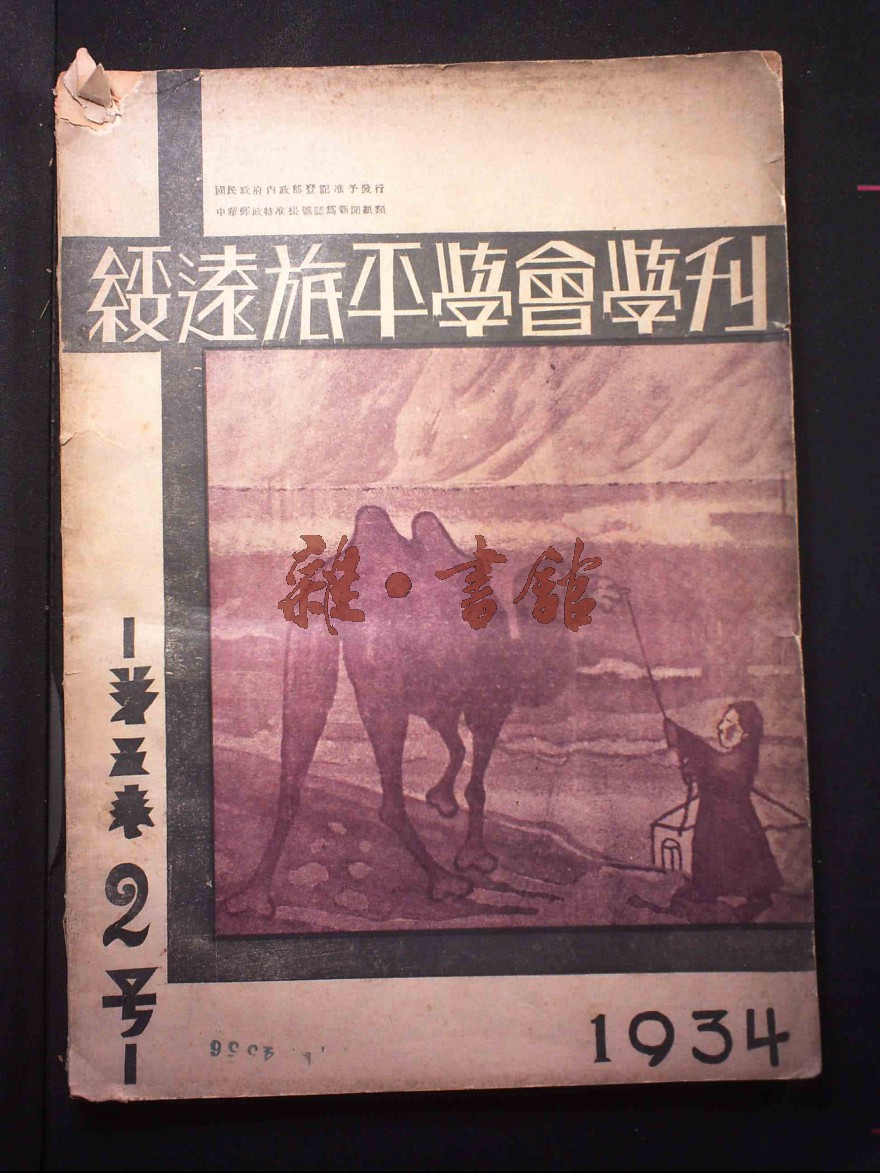 國民政府內政部登記准予發行
中華郵政特准掛號認爲新聞紙類
綏遠旅平學會學刊
雜·書館
第五卷
2号
1934